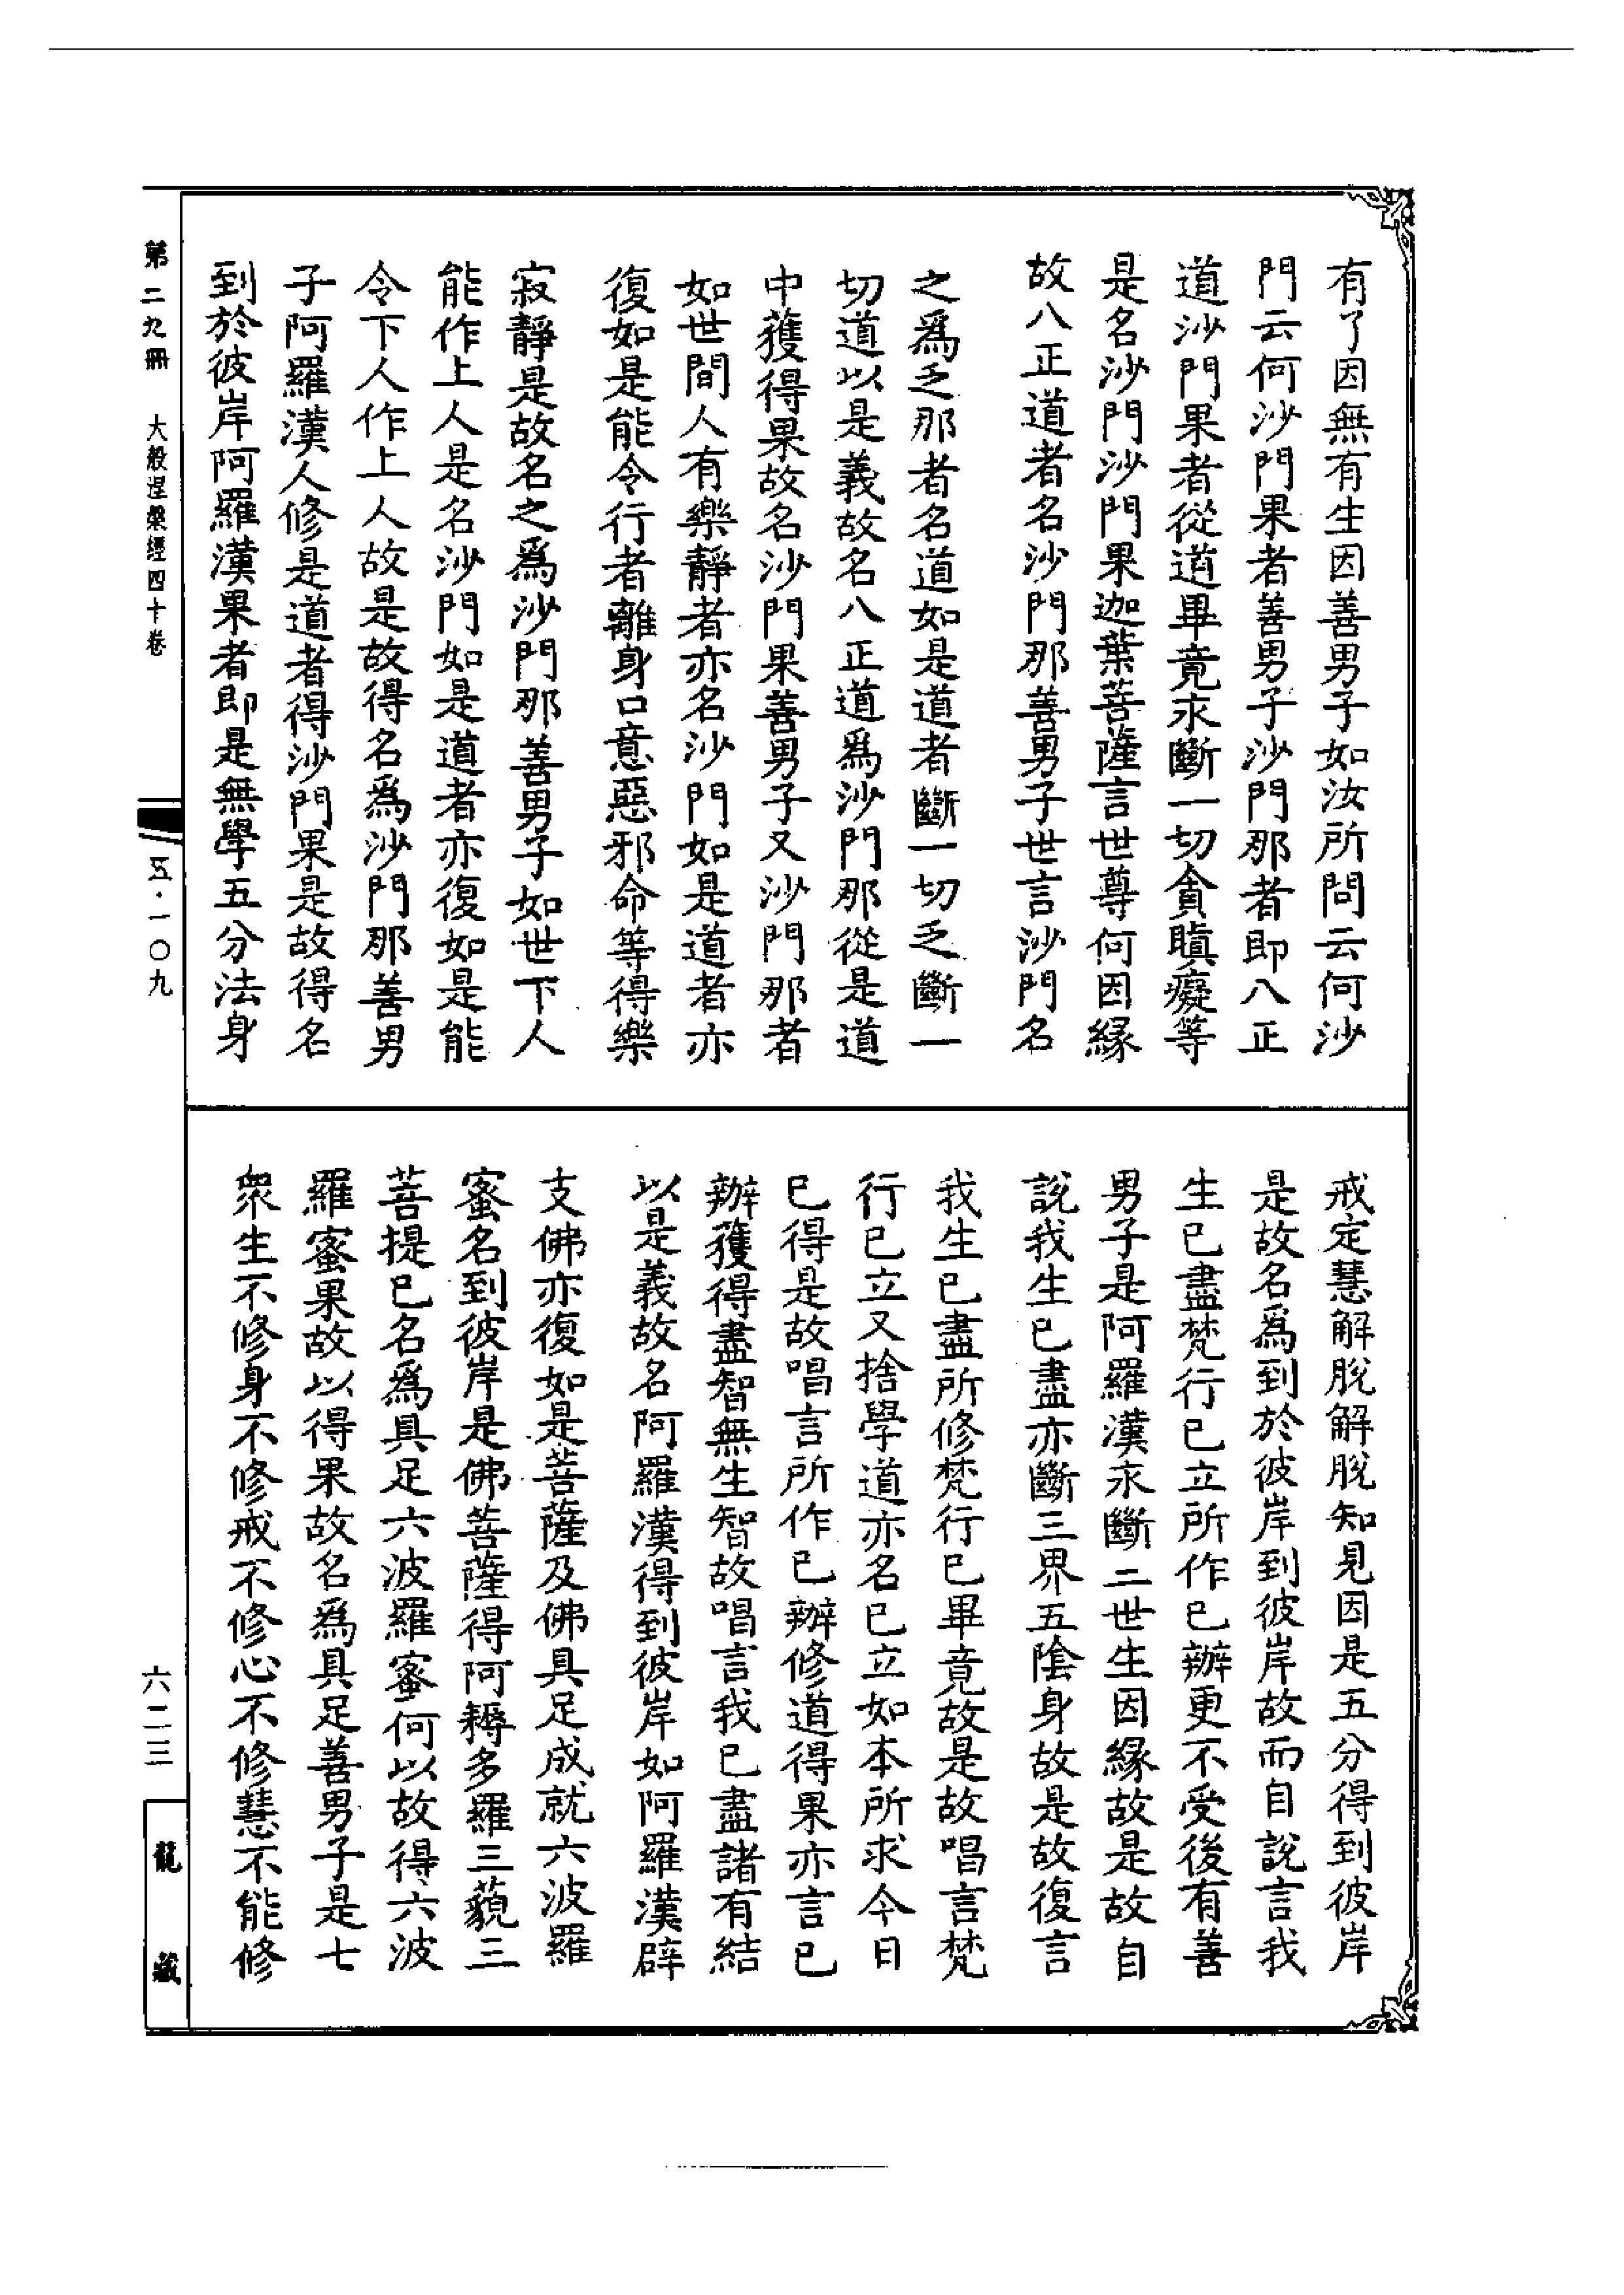 有了因無有生因善男子如汝所問云何沙
門云何沙門果者善男子沙門那者即八正
道沙門果者從道畢竟永斷一切貪瞋癡等
是名沙門沙門果迦葉菩薩言世尊何因緣
故八正道者名沙門那善男子世言沙門名
之爲乏那者名道如是道者斷一切乏斷一
切道以是義故名八正道爲沙門那從是道
中獲得果故名沙門果善男子又沙門那者
如世間人有樂靜者亦名沙門如是道者亦
復如是能令行者離身口意惡邪命等得樂
寂靜是故名之爲沙門那善男子如世下人
能作上人是名沙門如是道者亦復如是能
令下人作上人故是故得名爲沙門那善男
子阿羅漢人修是道者得沙門果是故得名
到於彼岸阿羅漢果者即是無學五分法身
戒定慧解脫解脫知見因是五分得到彼岸
是故名爲到於彼岸到彼岸故而自說言我
生已盡梵行已立所作已辦更不受後有善
男子是阿羅漢永斷三世生因緣故是故自
說我生已盡亦斷三界五陰身故是故復言
我生已盡所修梵行已畢竟故是故唱言梵
行已立又捨學道亦名已立如本所求今日
已得是故唱言所作已辦修道得果亦言已
辦獲得盡智無生智故唱言我已盡諸有結
以是義故名阿羅漢得到彼岸如阿羅漢辟
支佛亦復如是菩薩及佛具足成就六波羅
蜜名到彼岸是佛菩薩得阿耨多羅三藐三
菩提已名爲具足六波羅蜜何以故得六波
羅蜜果故以得果故名爲具足善男子是七
衆生不修身不修戒不修心不修慧不能修
第二九冊 大般涅槃經四十卷 五·一〇九
六二三 龍藏